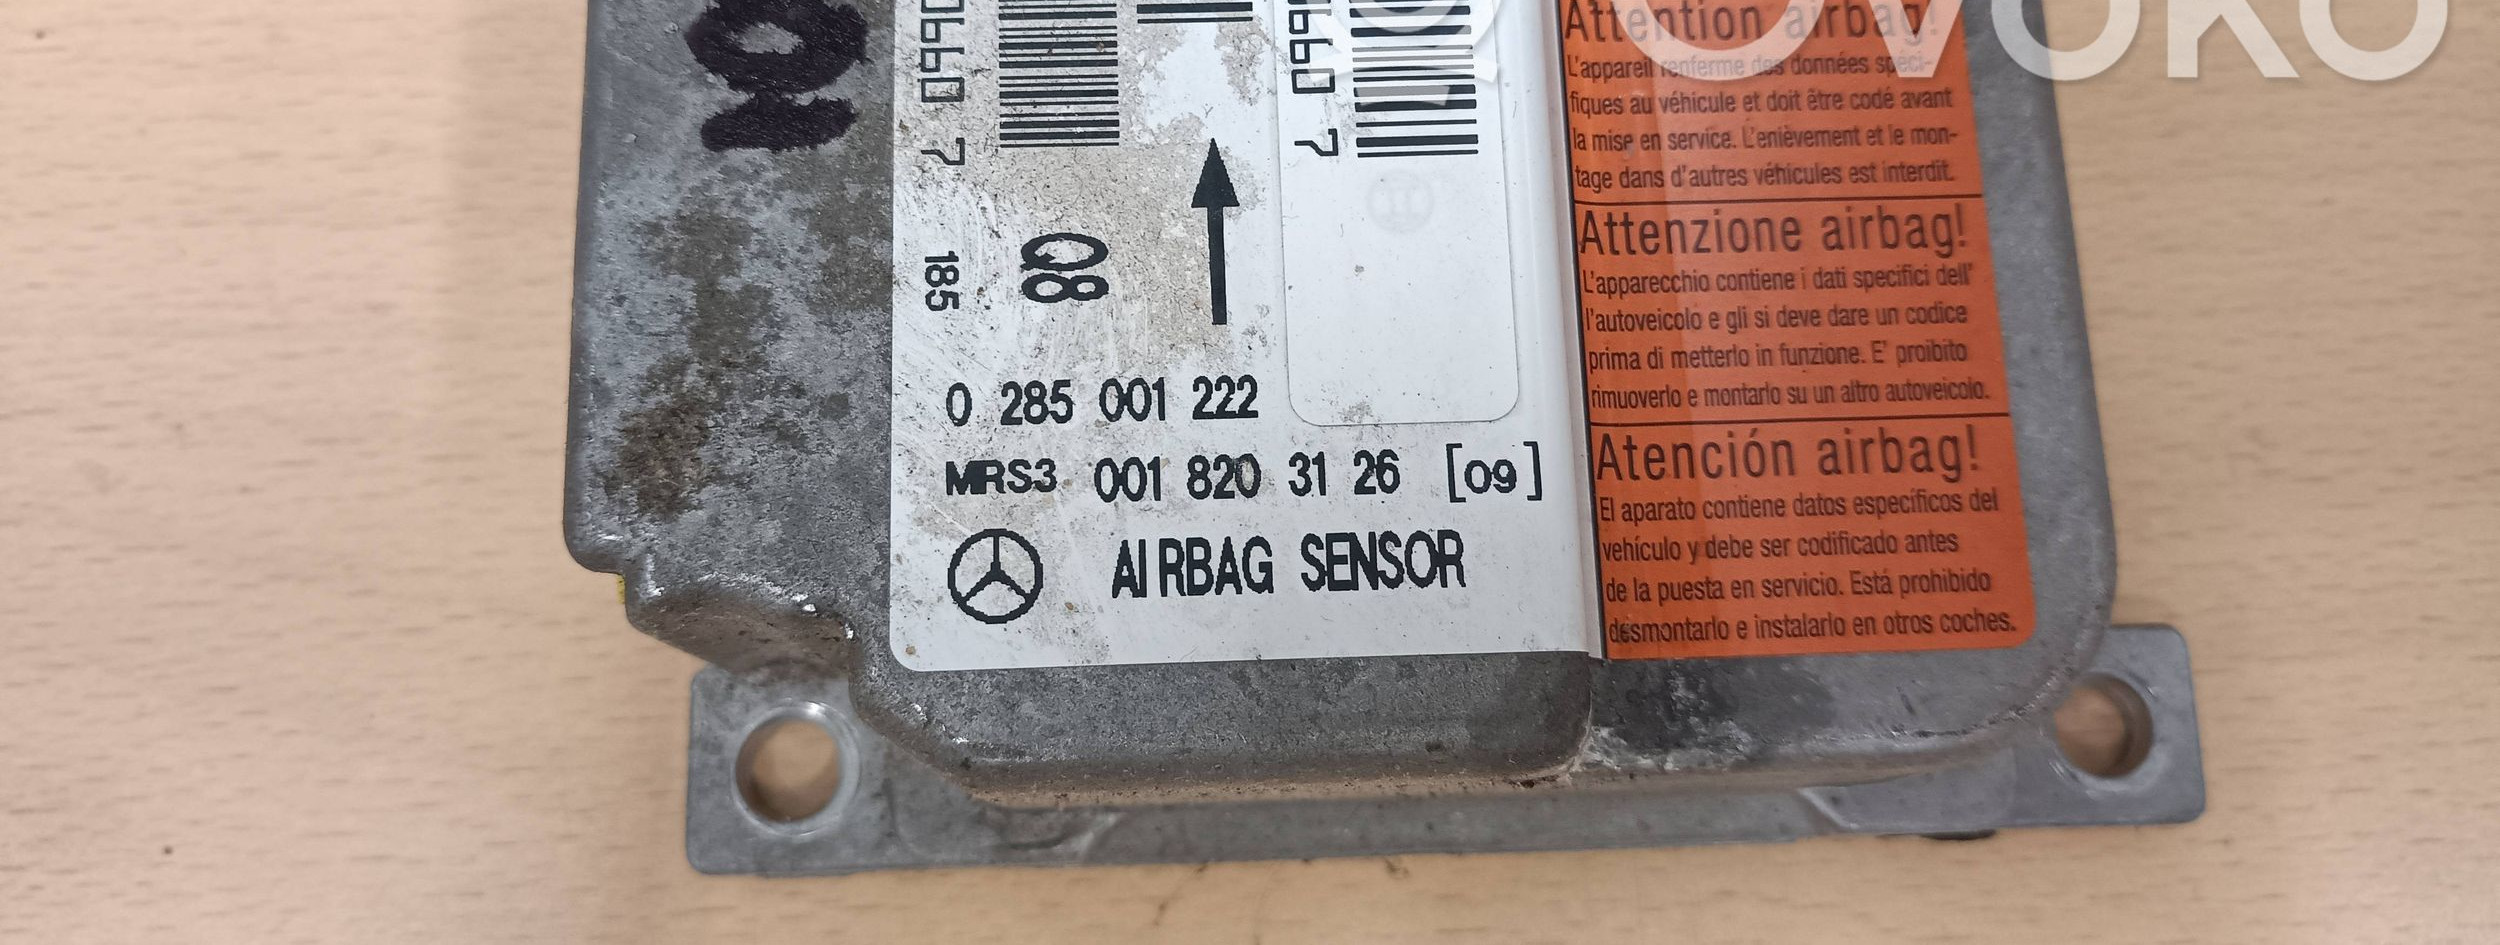 OVOKO
185
Q8
0 285 001 222
MRS3 001 820 31 26 [09]
AIRBAG SENSOR
Attention airbag!
L'appareil renferme des données spéci-
fiques au véhicule et doit être codé avant
la mise en service. L'enièvement et le mon-
tage dans d'autres véhicules est interdit.
Attenzione airbag!
L'apparecchio contiene i dati specifici dell'
l'autoveicolo e gli si deve dare un codice
prima di metterlo in funzione. E' proibito
rimuoverlo e montarlo su un altro autoveicolo.
Atención airbag!
El aparato contiene datos específicos del
vehículo y debe ser codificado antes
de la puesta en servicio. Está prohibido
desmontarlo e instalarlo en otros coches.